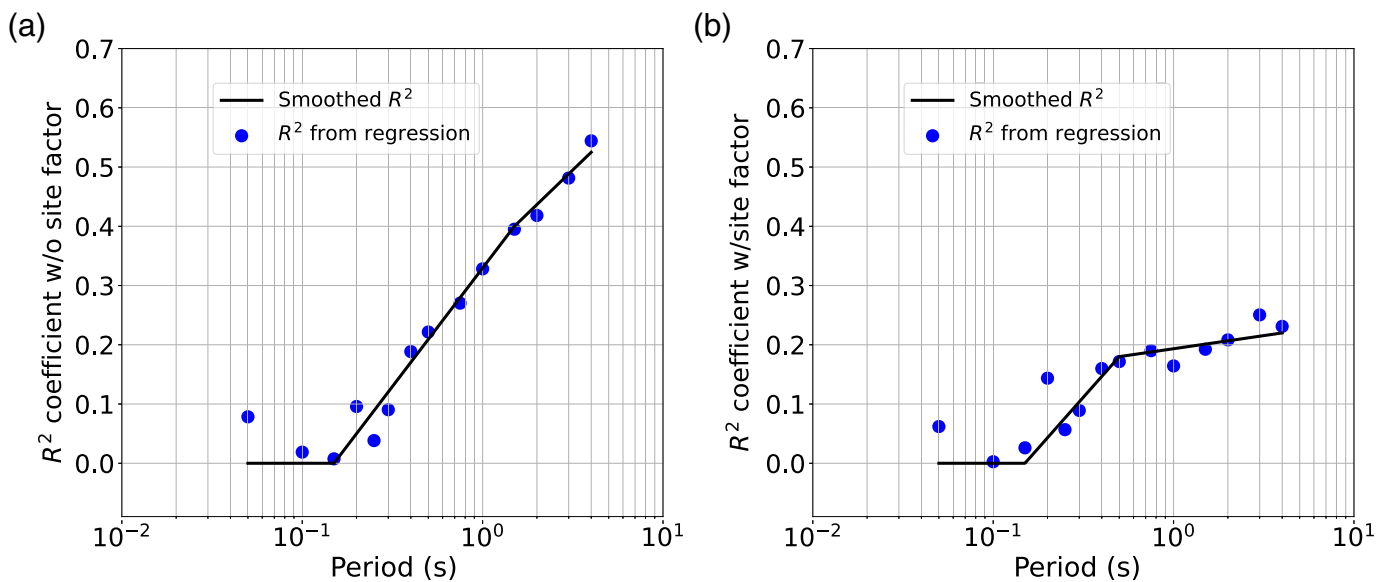 (a)
0.7
0.6
0.5
0.4
0.3
0.2
0.1
0.0
R² coefficient w/o site factor
Smoothed R²
R² from regression
10⁻²
10⁻¹
10⁰
10¹
Period (s)
(b)
0.7
0.6
0.5
0.4
0.3
0.2
0.1
0.0
R² coefficient w/site factor
Smoothed R²
R² from regression
10⁻²
10⁻¹
10⁰
10¹
Period (s)